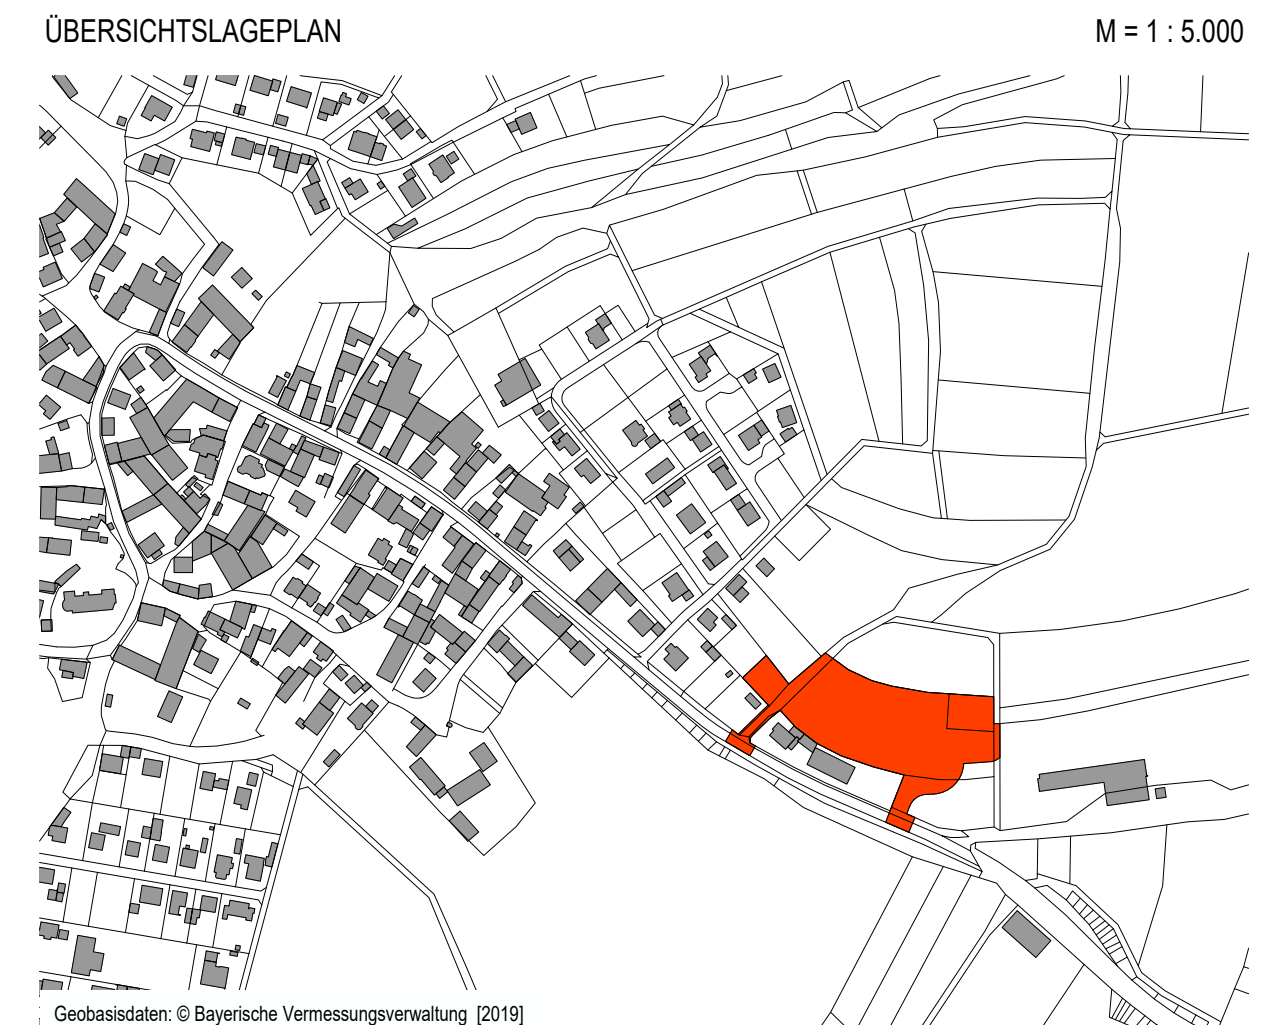 ÜBERSICHTSLAGEPLAN
M = 1 : 5.000
Geobasisdaten: © Bayerische Vermessungsverwaltung [2019]